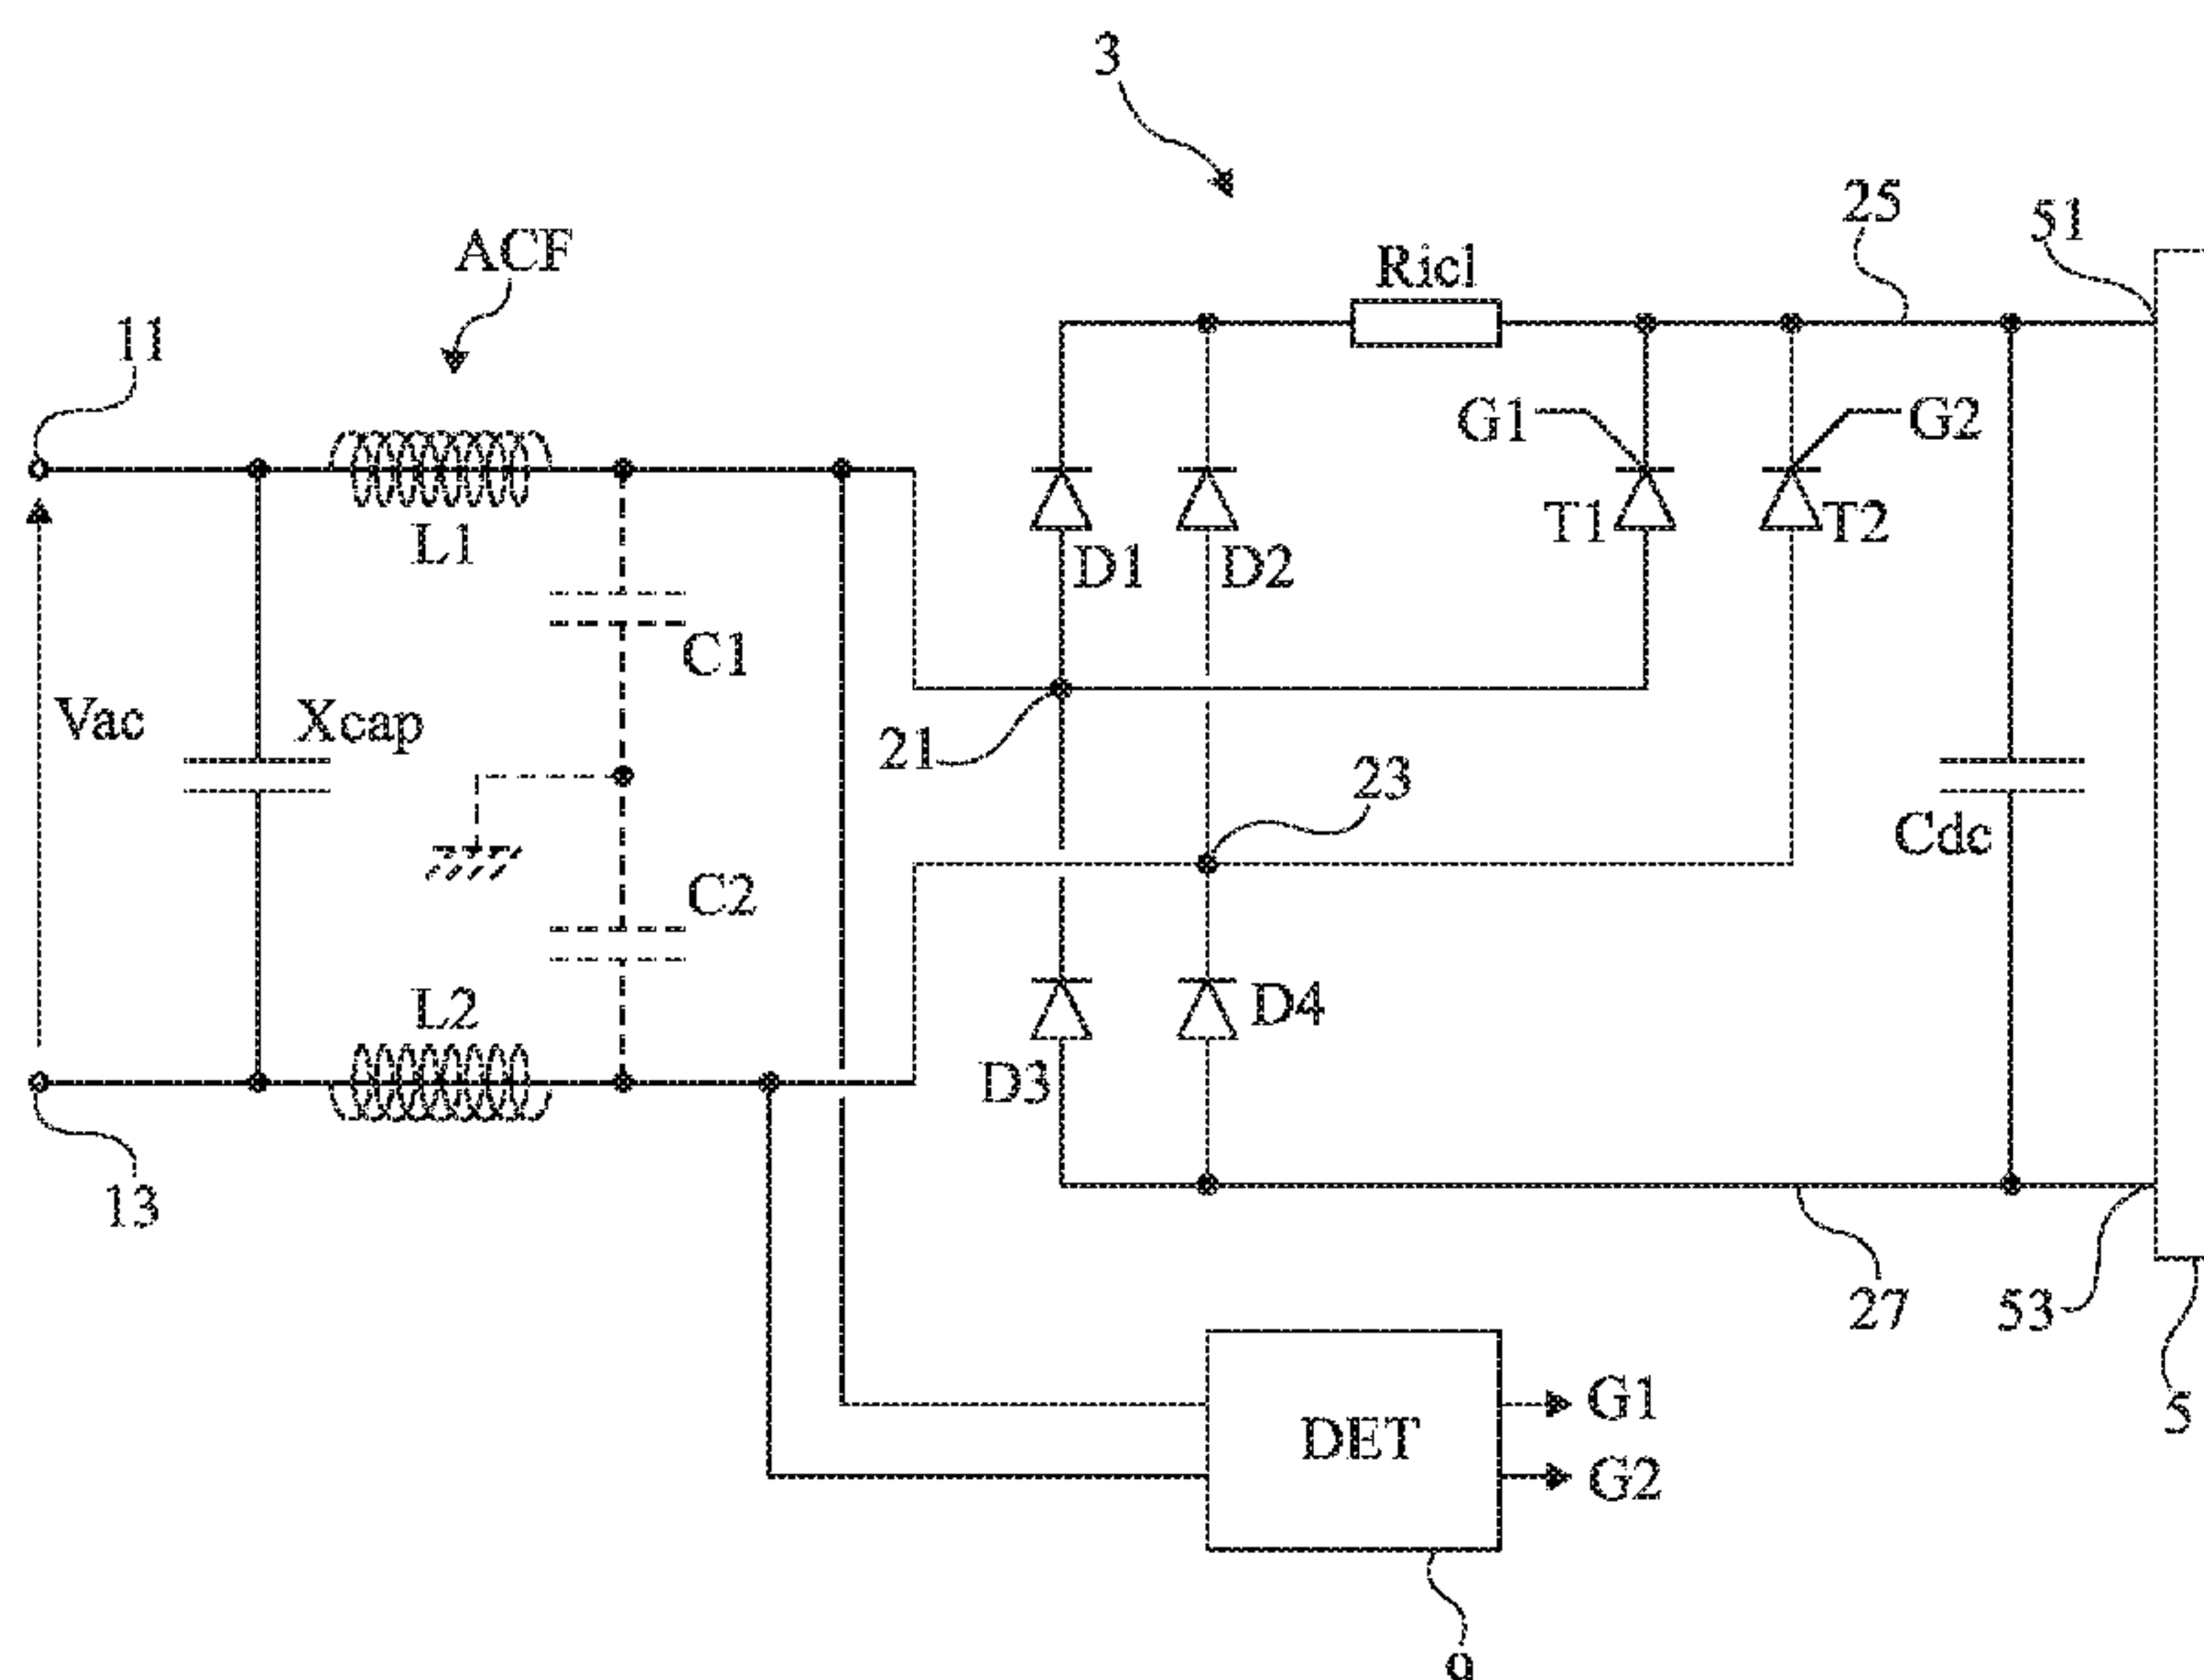 3
ACF
Ricl
25
51
11
G1
G2
L1
D1
D2
T1
T2
C1
Vac
Xcap
21
23
Cdc
C2
L2
D4
D3
13
27
53
5
DET
G1
G2
9